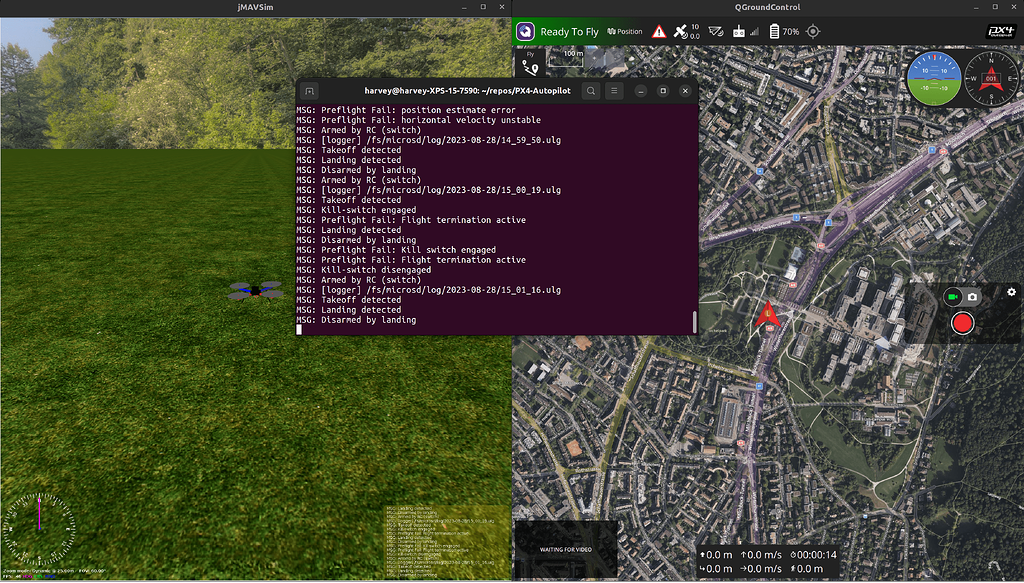 jMAVSim
QGroundControl
Ready To Fly
Position
10
0.0
70%
PX4
Fly
100 m
N
W
E
S
001
10
10
-10
-10
harvey@harvey-XPS-15-7590: ~/repos/PX4-Autopilot
MSG: Preflight Fail: position estimate error
MSG: Preflight Fail: horizontal velocity unstable
MSG: Armed by RC (switch)
MSG: [logger] /fs/microsd/log/2023-08-28/14_59_50.ulg
MSG: Takeoff detected
MSG: Landing detected
MSG: Disarmed by landing
MSG: Armed by RC (switch)
MSG: [logger] /fs/microsd/log/2023-08-28/15_00_19.ulg
MSG: Takeoff detected
MSG: Kill-switch engaged
MSG: Preflight Fail: Flight termination active
MSG: Landing detected
MSG: Disarmed by landing
MSG: Preflight Fail: Kill switch engaged
MSG: Preflight Fail: Flight termination active
MSG: Kill-switch disengaged
MSG: Armed by RC (switch)
MSG: [logger] /fs/microsd/log/2023-08-28/15_01_16.ulg
MSG: Takeoff detected
MSG: Landing detected
MSG: Disarmed by landing
WAITING FOR VIDEO
0.0 m
0.0 m/s
00:00:14
0.0 m
0.0 m/s
0.0 m